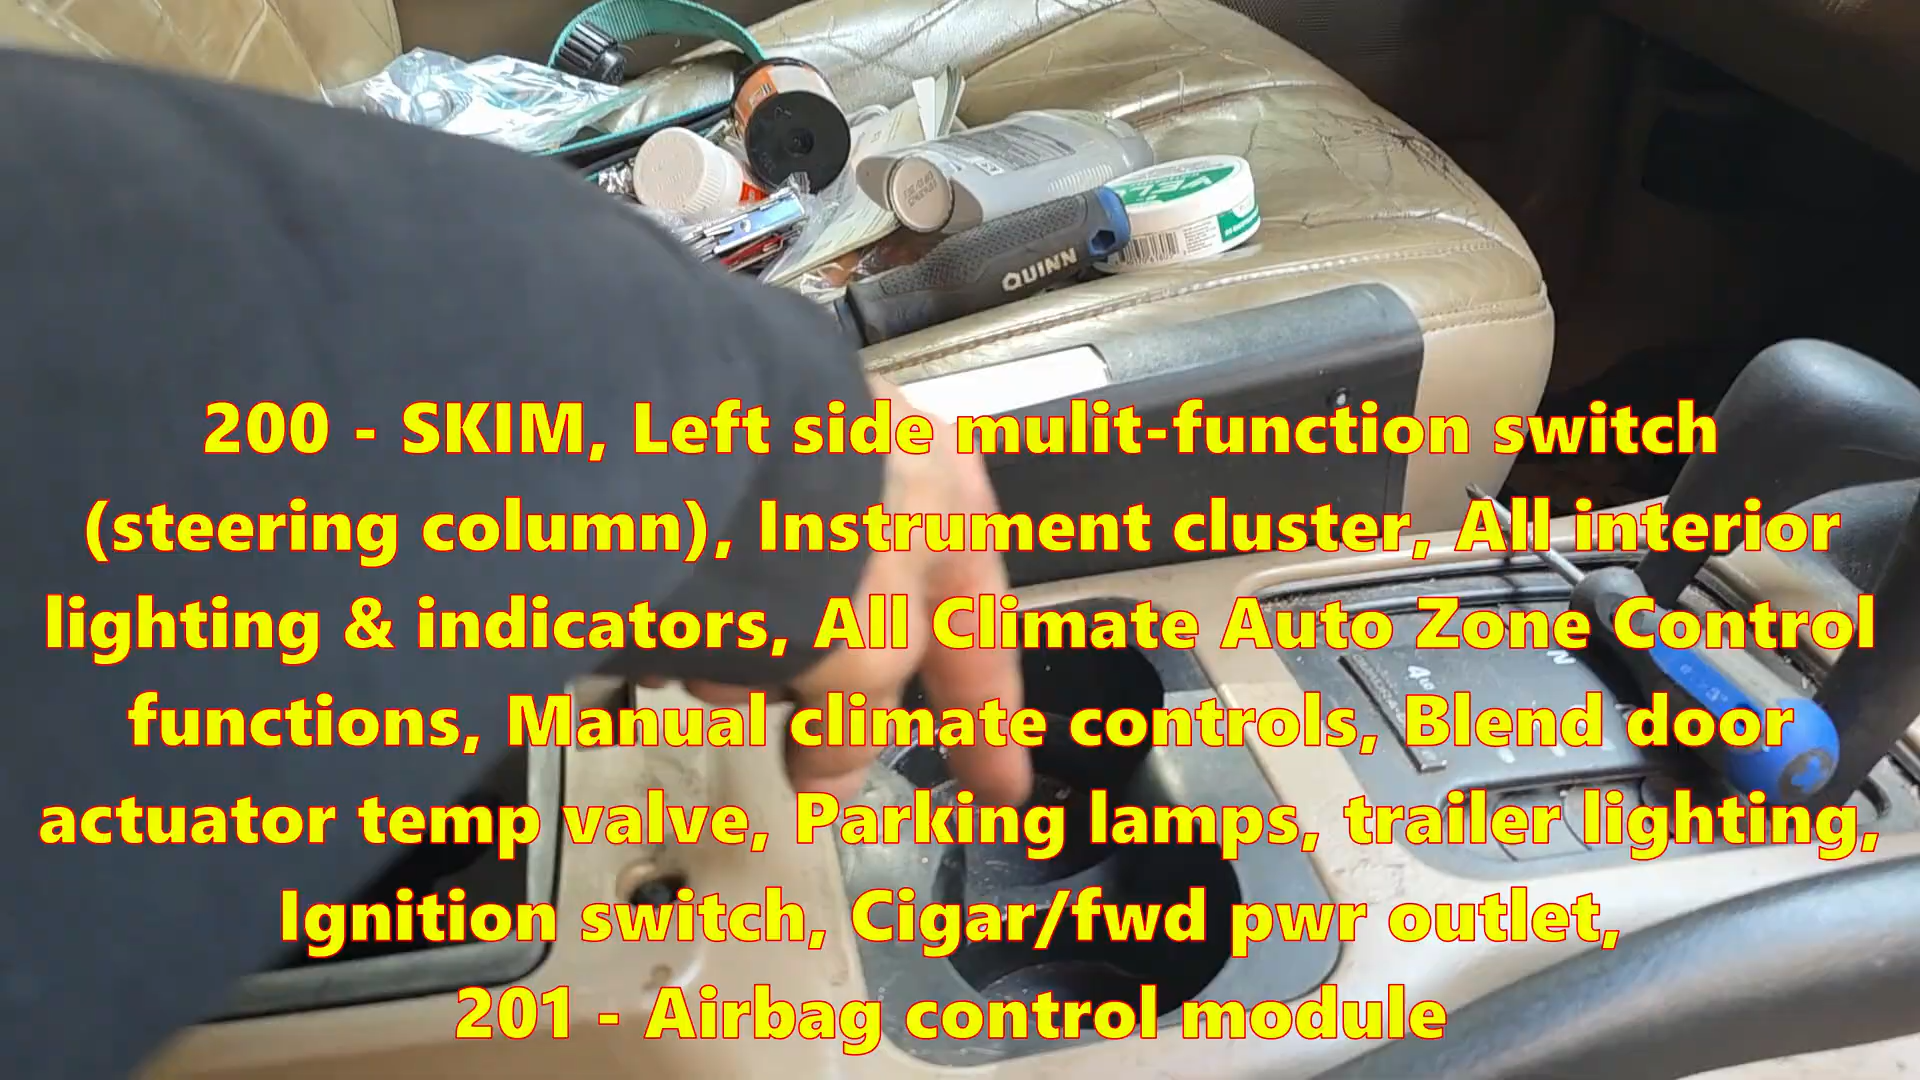 QUINN
200 - SKIM, Left side mulit-function switch
(steering column), Instrument cluster, All interior
lighting & indicators, All Climate Auto Zone Control
functions, Manual climate controls, Blend door
actuator temp valve, Parking lamps, trailer lighting,
Ignition switch, Cigar/fwd pwr outlet,
201 - Airbag control module
N
4LO